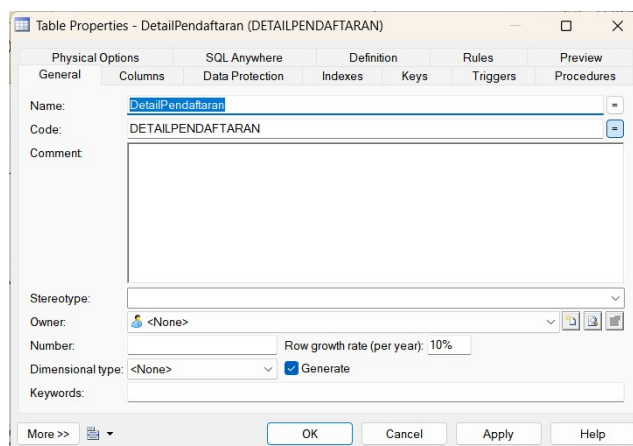 Table Properties - DetailPendaftaran (DETAILPENDAFTARAN)
Physical Options SQL Anywhere Definition Rules Preview
General Columns Data Protection Indexes Keys Triggers Procedures
Name: DetailPendaftaran =
Code: DETAILPENDAFTARAN =
Comment:
Stereotype:
Owner: <None>
Number: Row growth rate (per year): 10%
Dimensional type: <None> Generate
Keywords:
More >> OK Cancel Apply Help